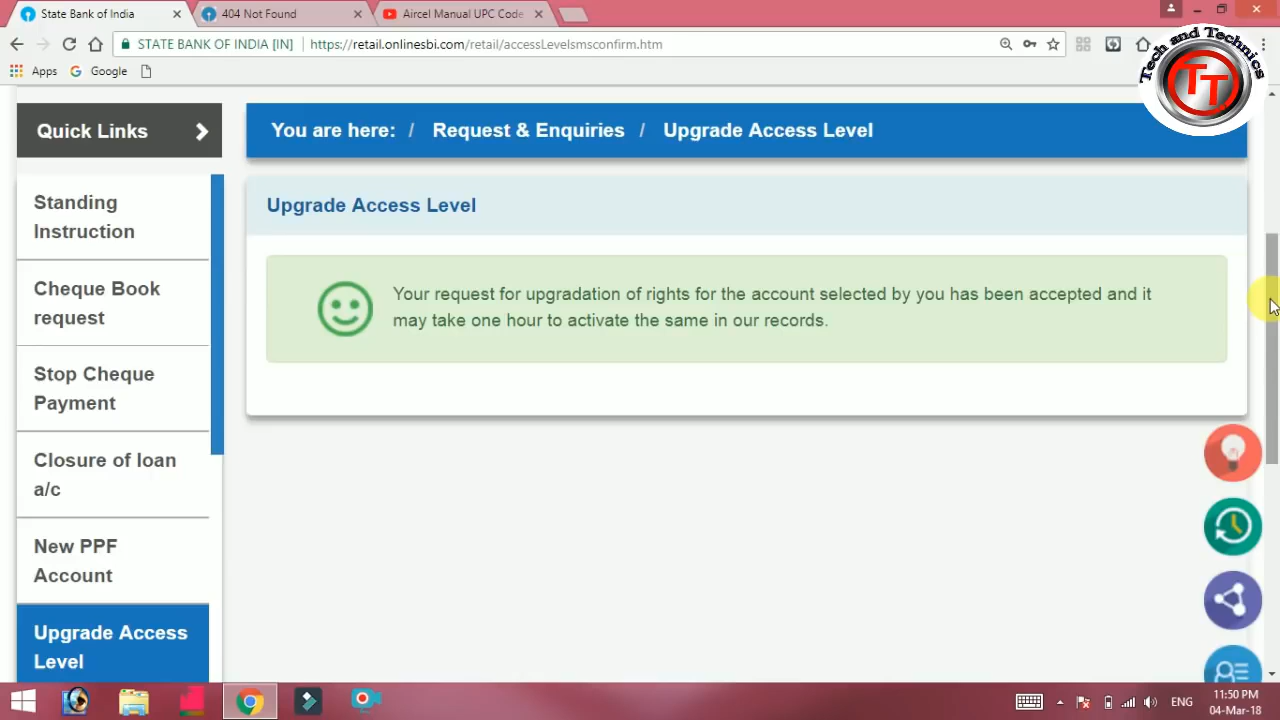 State Bank of India
404 Not Found
Aircel Manual UPC Code
STATE BANK OF INDIA [IN]
https://retail.onlinesbi.com/retail/accessLevelsmsconfirm.htm
Apps
Google
Tech and Technics
TT
Quick Links
You are here: / Request & Enquiries / Upgrade Access Level
Standing
Instruction
Cheque Book
request
Stop Cheque
Payment
Closure of loan
a/c
New PPF
Account
Upgrade Access
Level
Upgrade Access Level
Your request for upgradation of rights for the account selected by you has been accepted and it
may take one hour to activate the same in our records.
ENG
11:50 PM
04-Mar-18